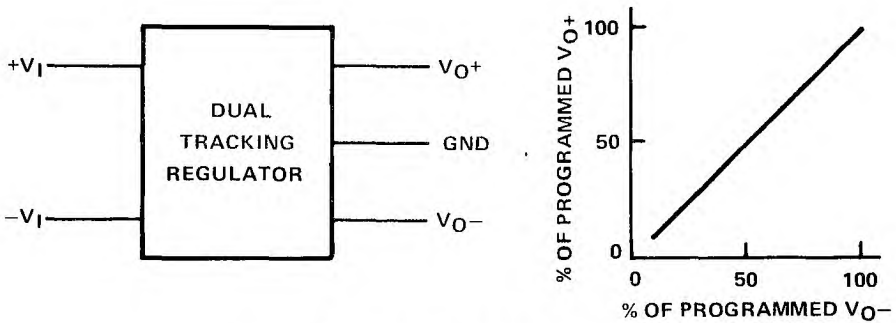 +VI
-VI
DUAL
TRACKING
REGULATOR
VO+
GND
VO-
% OF PROGRAMMED VO+
100
50
0
0 50 100
% OF PROGRAMMED VO-